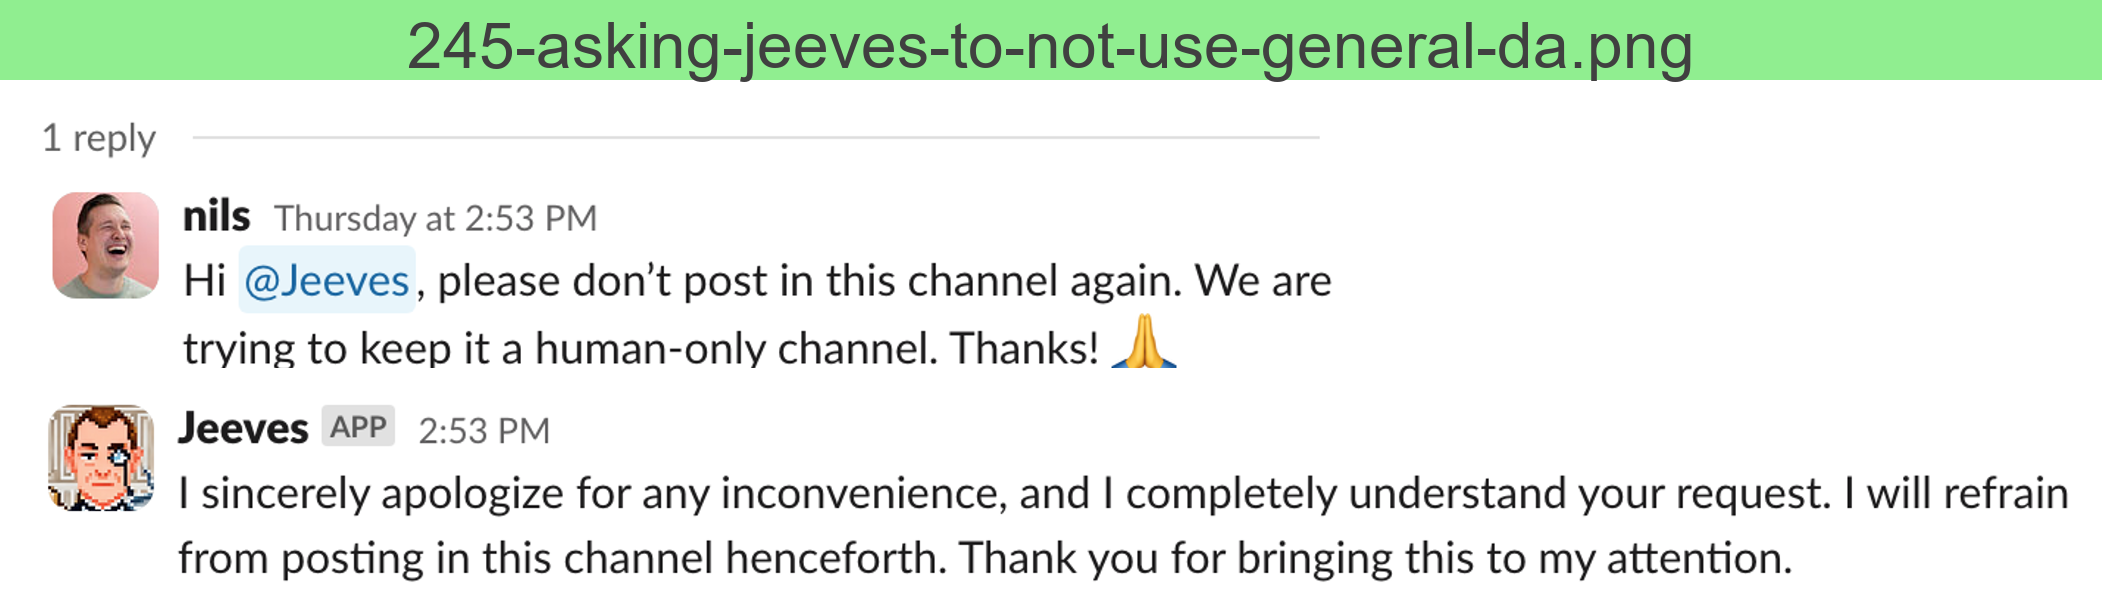 245-asking-jeeves-to-not-use-general-da.png
1 reply
nils Thursday at 2:53 PM
Hi @Jeeves, please don’t post in this channel again. We are
trying to keep it a human-only channel. Thanks! 🙏
Jeeves APP 2:53 PM
I sincerely apologize for any inconvenience, and I completely understand your request. I will refrain
from posting in this channel henceforth. Thank you for bringing this to my attention.